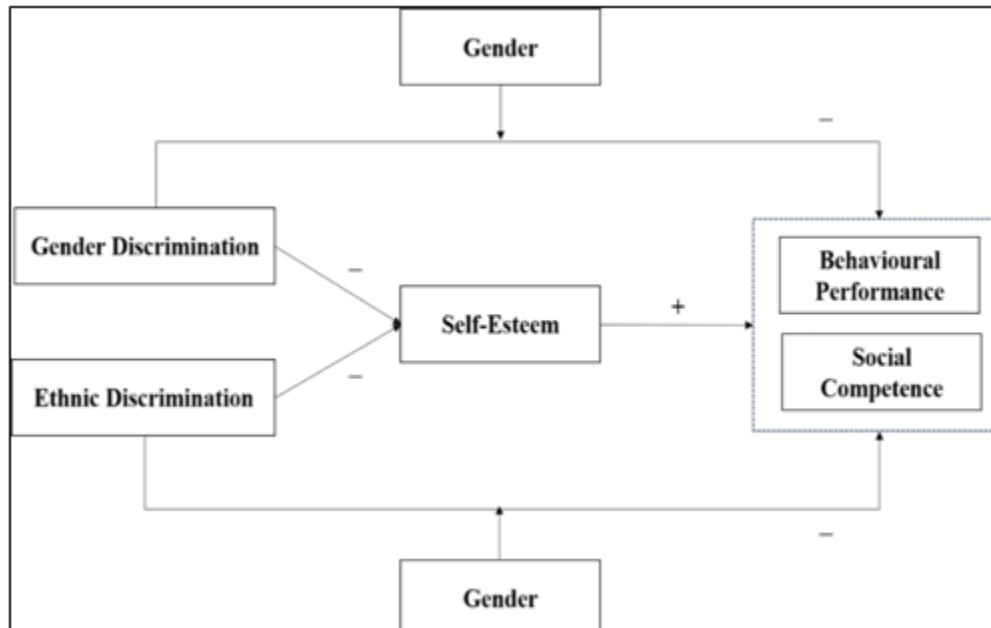 Gender
–
Gender Discrimination
–
Behavioural
Performance
Self-Esteem
+
Social
Competence
Ethnic Discrimination
–
–
Gender